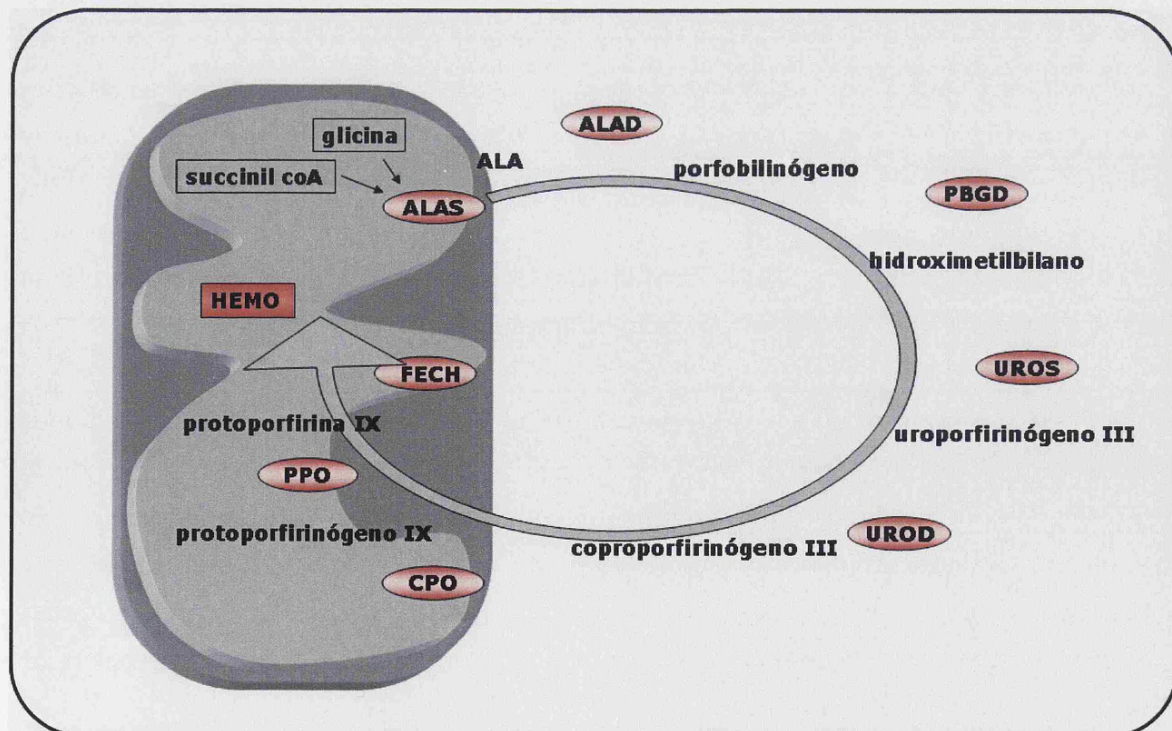 glicina
succinil coA
ALAS
ALA
ALAD
porfobilinógeno
PBGD
hidroximetilbilano
UROS
uroporfirinógeno III
UROD
coproporfirinógeno III
CPO
protoporfirinógeno IX
PPO
protoporfirina IX
FECH
HEMO